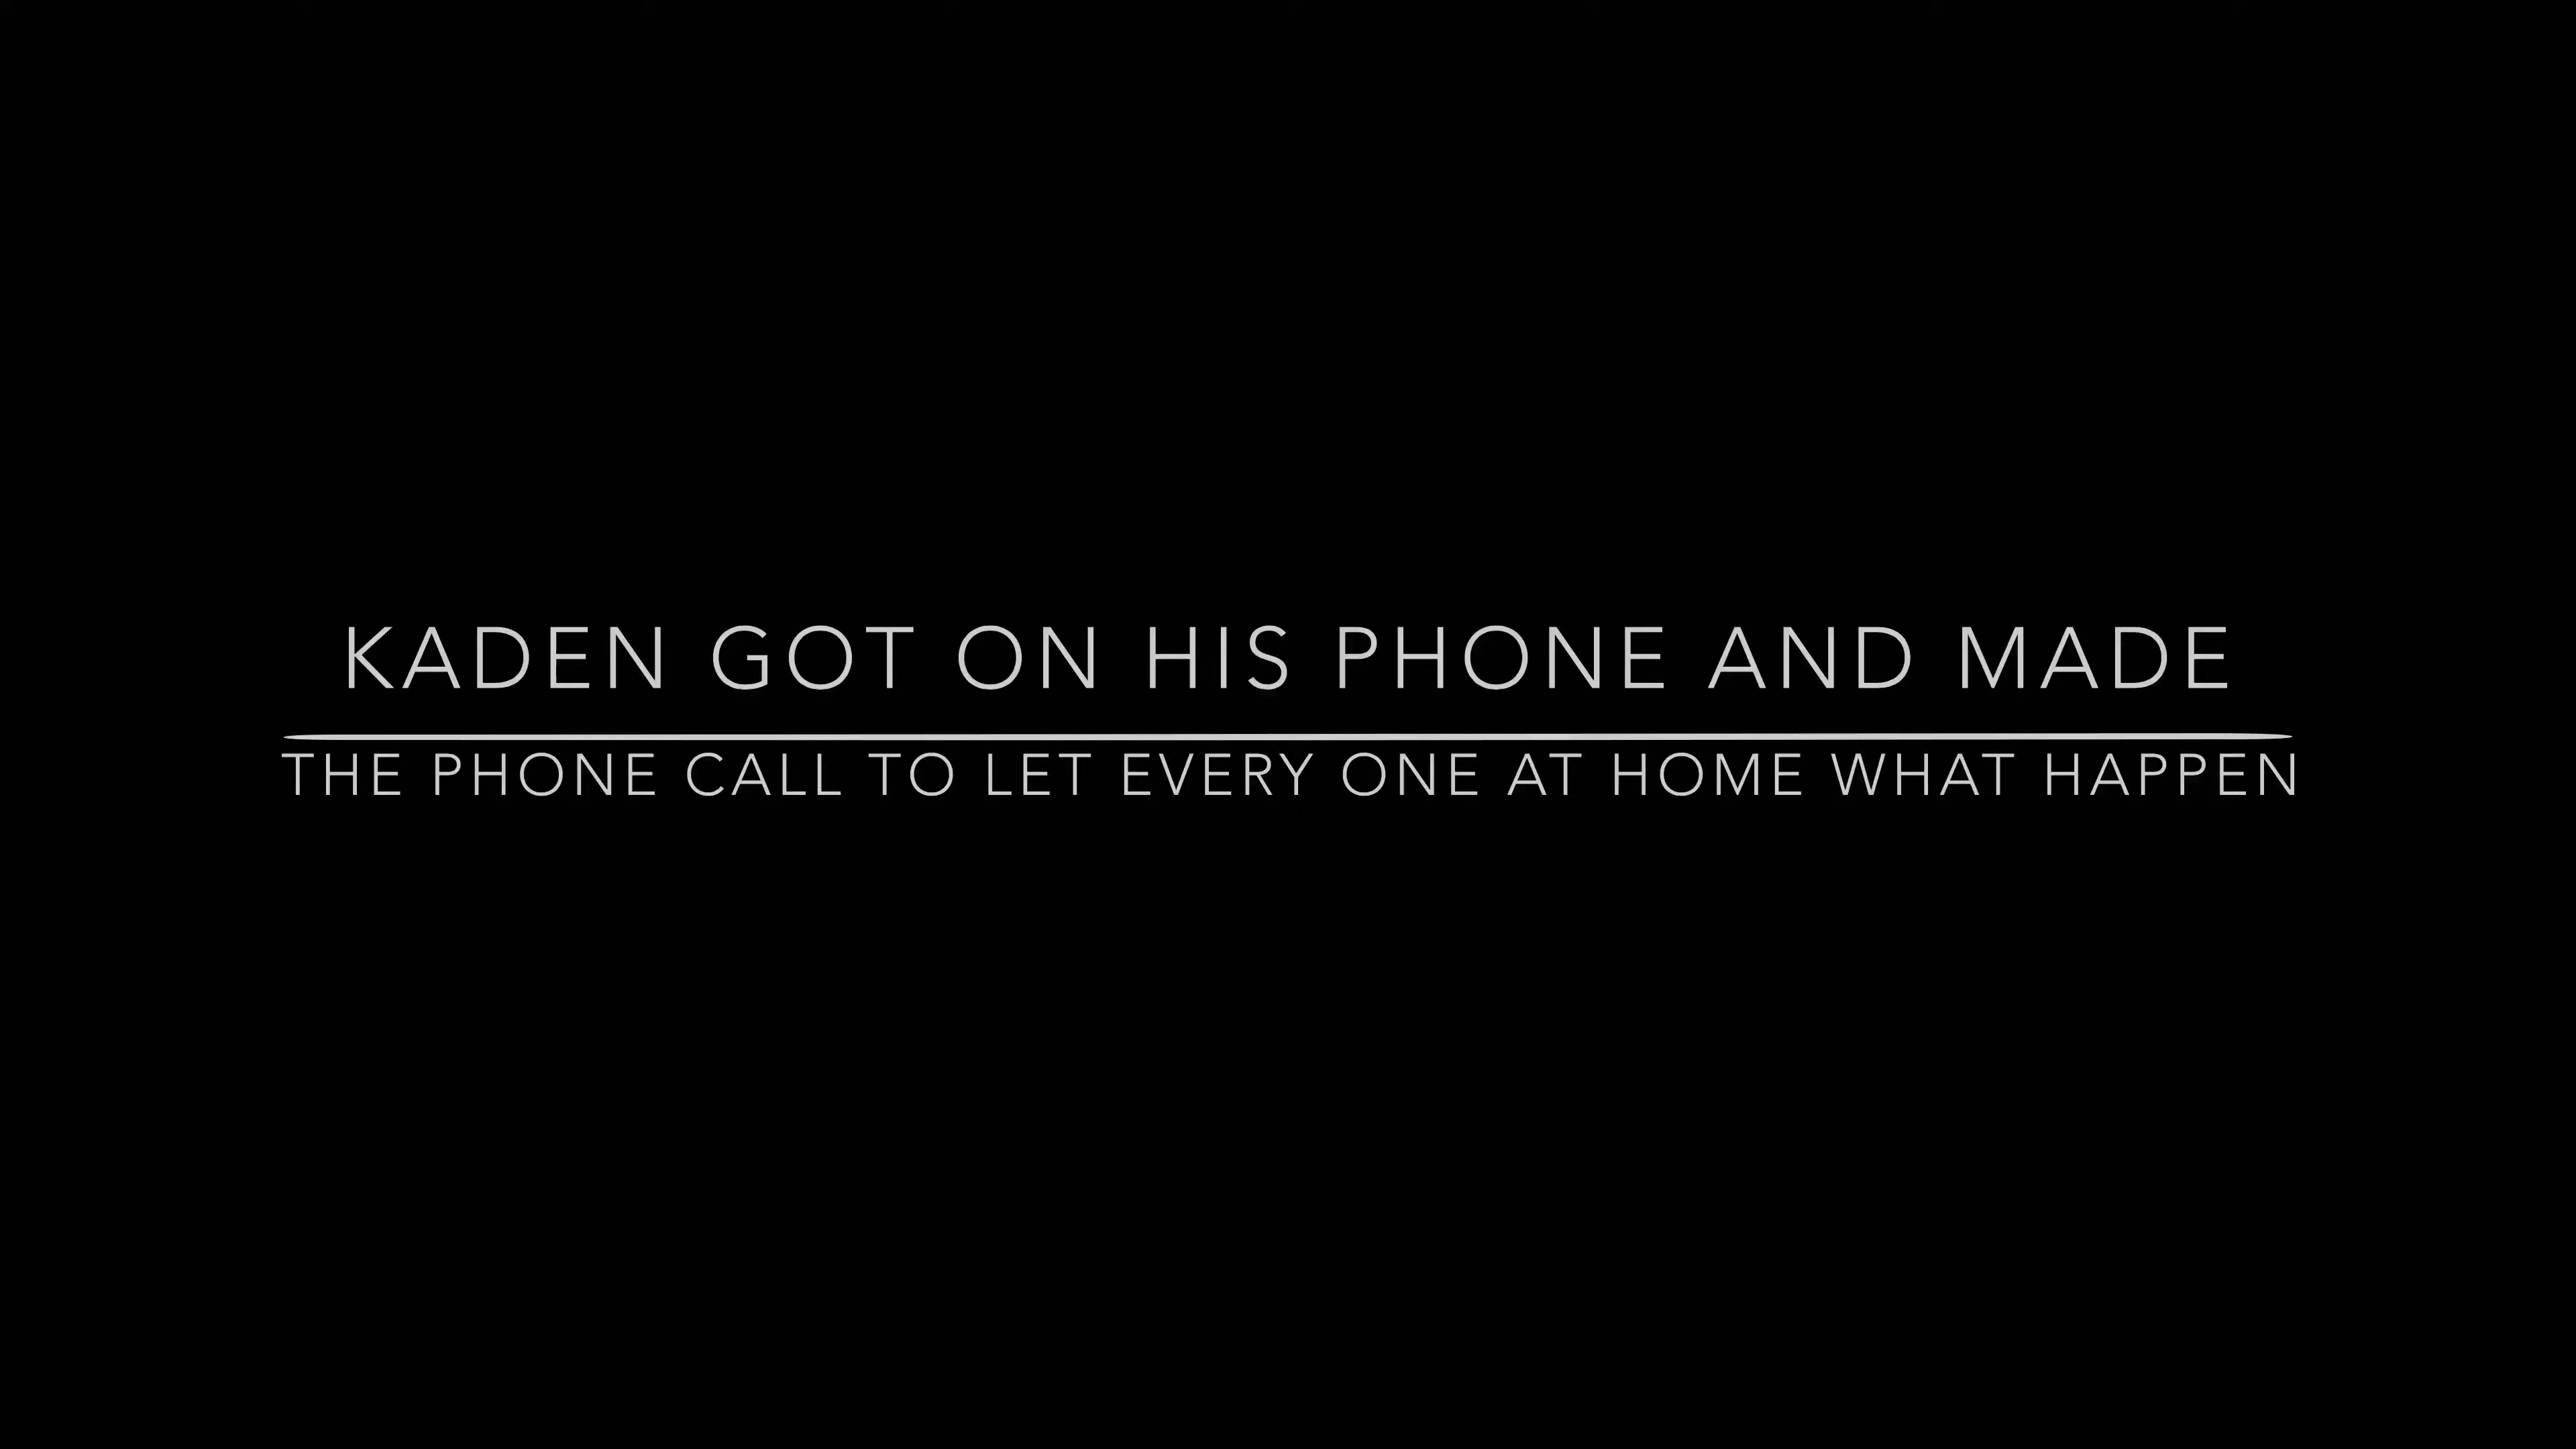 KADEN GOT ON HIS PHONE AND MADE
THE PHONE CALL TO LET EVERY ONE AT HOME WHAT HAPPEN